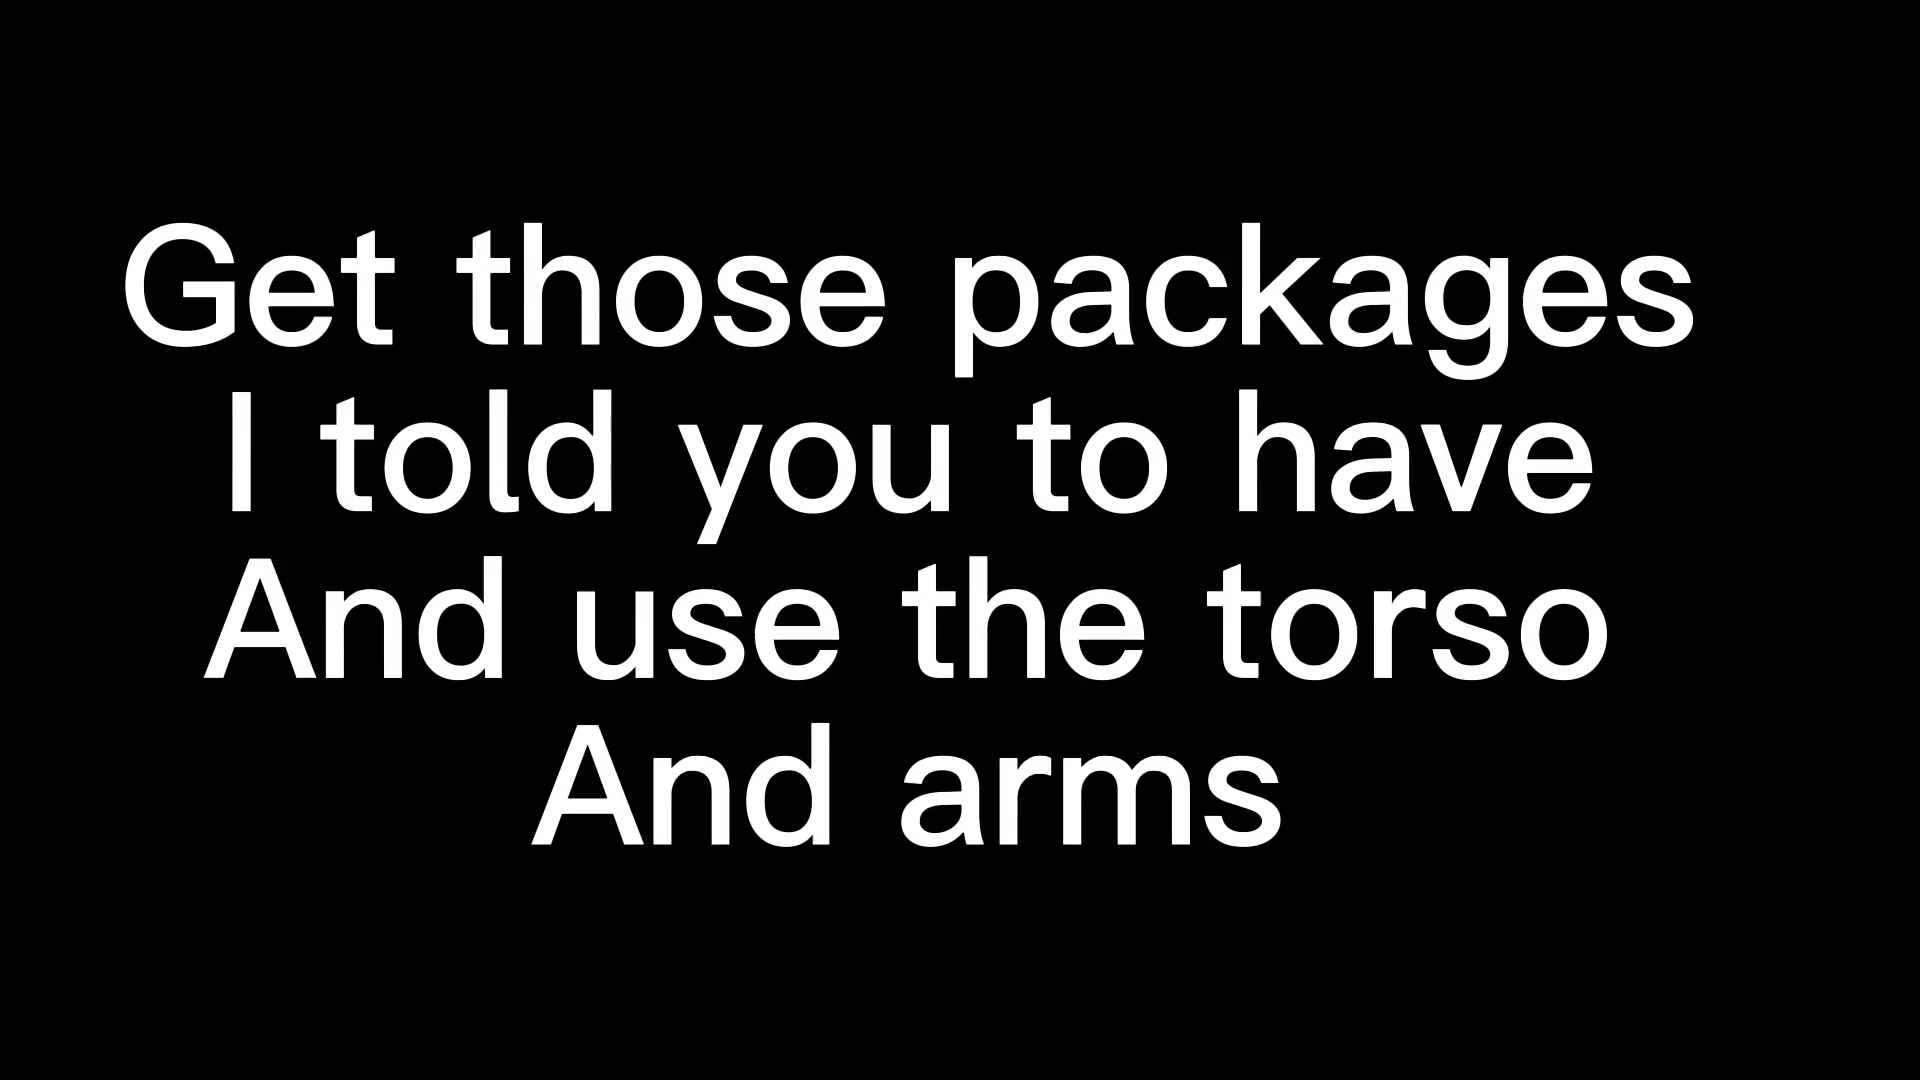 Get those packages
I told you to have
And use the torso
And arms